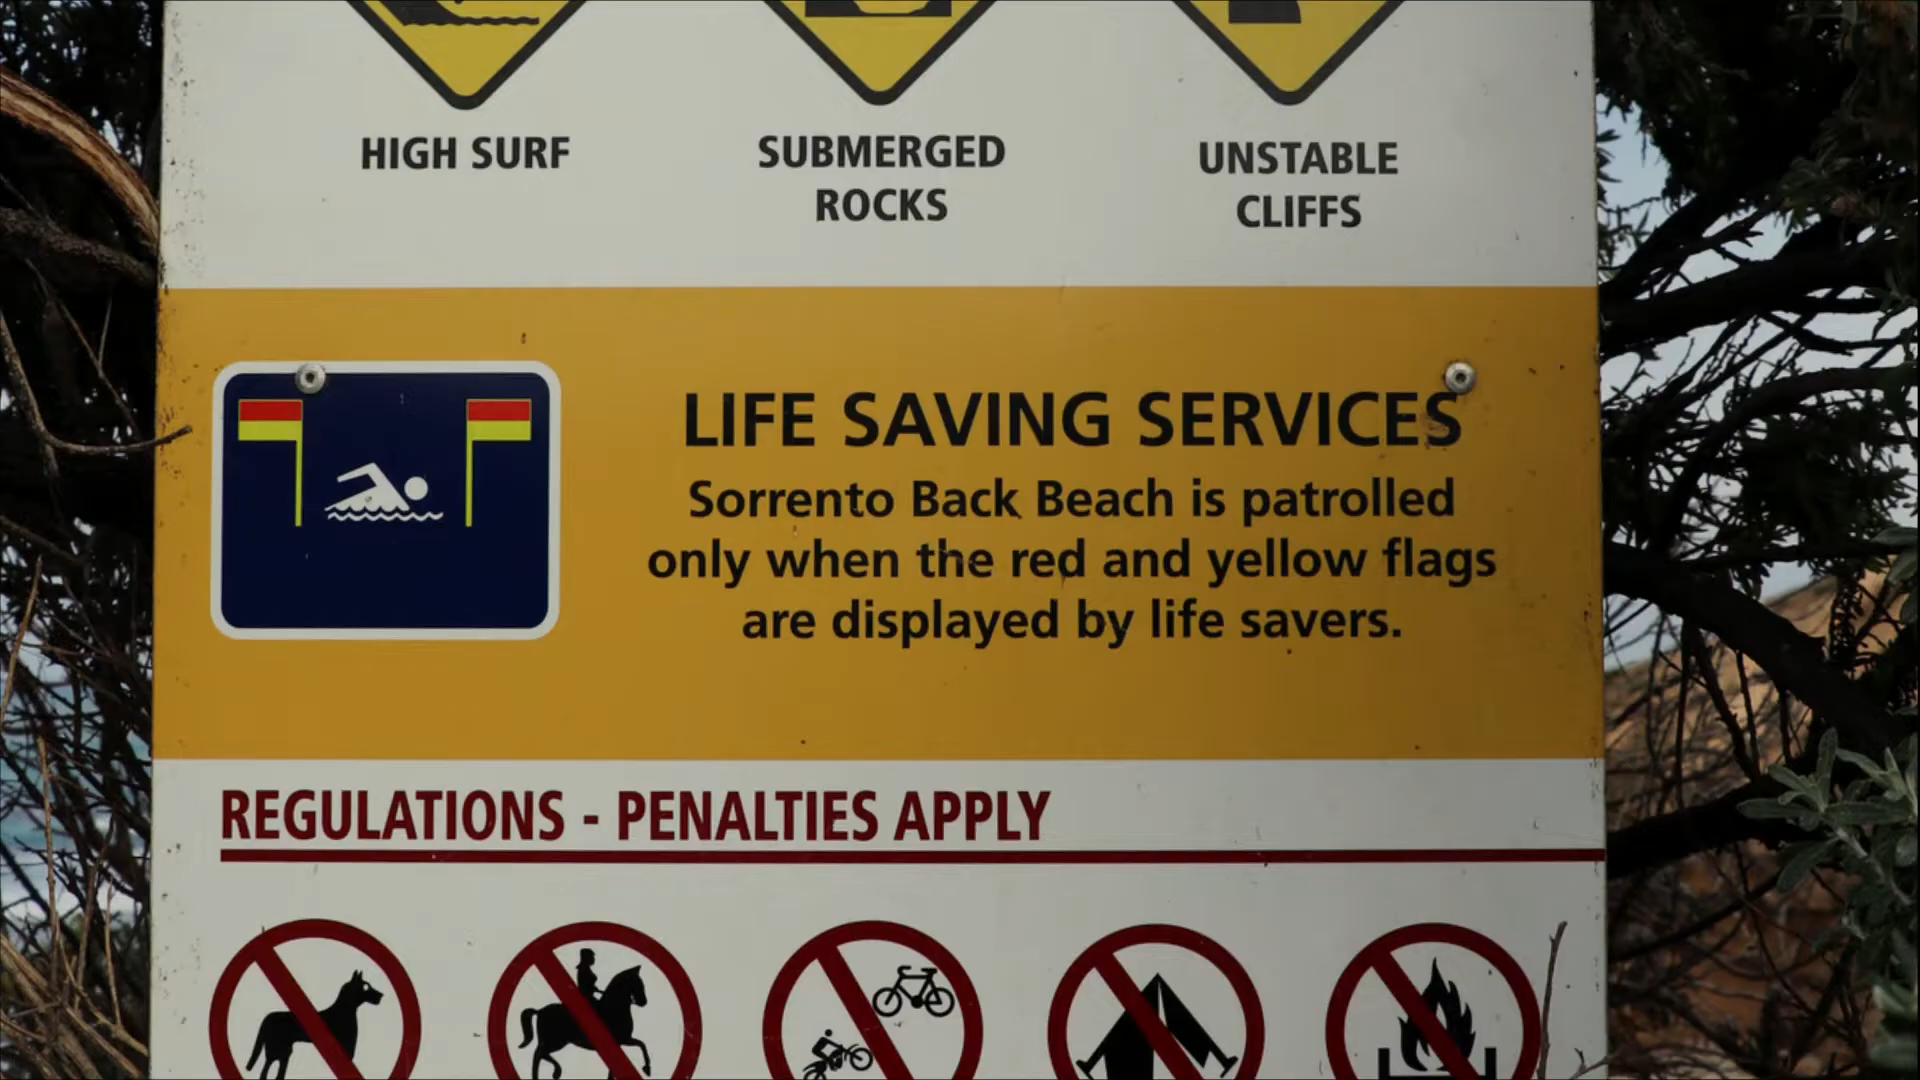 HIGH SURF
SUBMERGED
ROCKS
UNSTABLE
CLIFFS
LIFE SAVING SERVICES
Sorrento Back Beach is patrolled
only when the red and yellow flags
are displayed by life savers.
REGULATIONS - PENALTIES APPLY